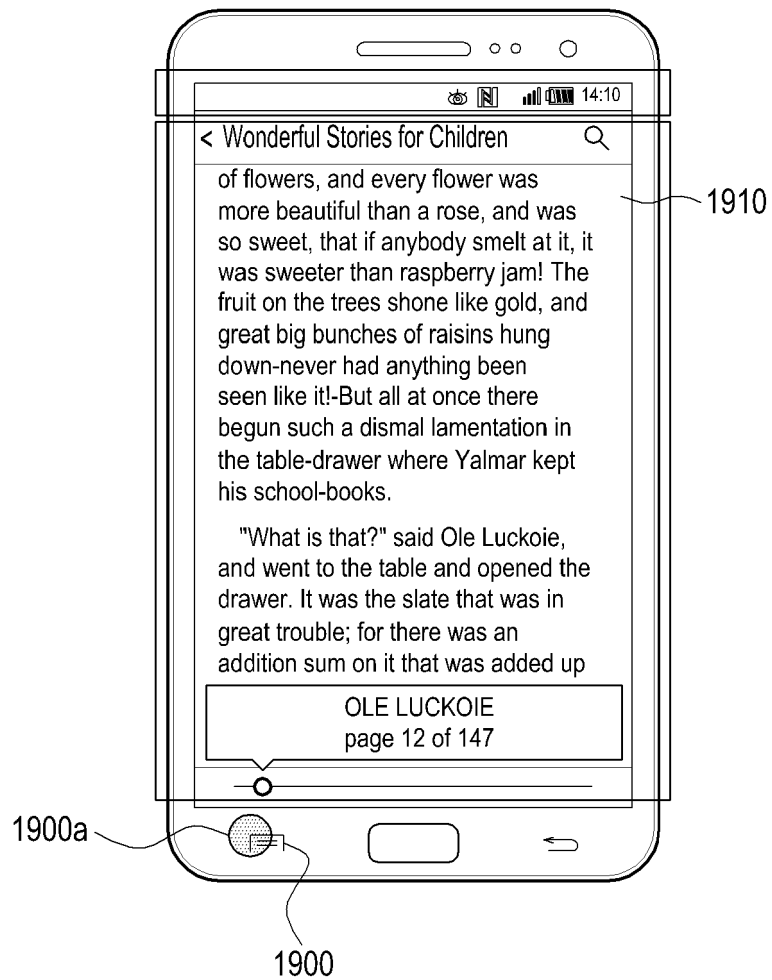 14:10
< Wonderful Stories for Children
of flowers, and every flower was
more beautiful than a rose, and was
so sweet, that if anybody smelt at it, it
was sweeter than raspberry jam! The
fruit on the trees shone like gold, and
great big bunches of raisins hung
down-never had anything been
seen like it!-But all at once there
begun such a dismal lamentation in
the table-drawer where Yalmar kept
his school-books.
"What is that?" said Ole Luckoie,
and went to the table and opened the
drawer. It was the slate that was in
great trouble; for there was an
addition sum on it that was added up
OLE LUCKOIE
page 12 of 147
1910
1900a
1900